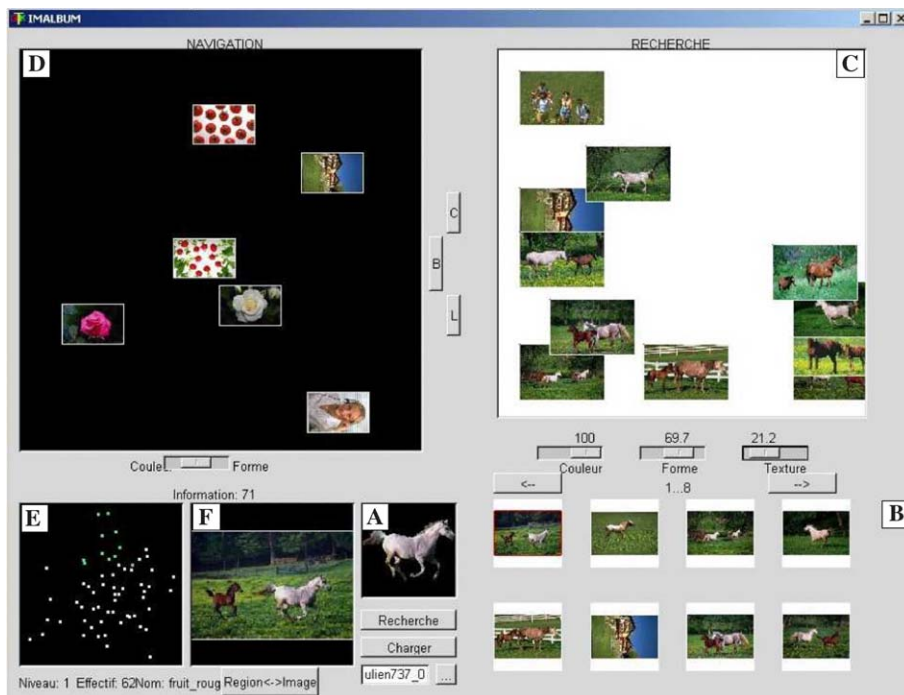 IMALBUM
NAVIGATION
RECHERCHE
D
C
C
B
L
100
69.7
21.2
Couleur
Forme
Texture
Forme
<--
1...8
-->
Information: 71
E
F
A
B
Recherche
Charger
ulien737_0
...
Niveau: 1 Effectif: 62Nom: fruit_roug
Region<->Image